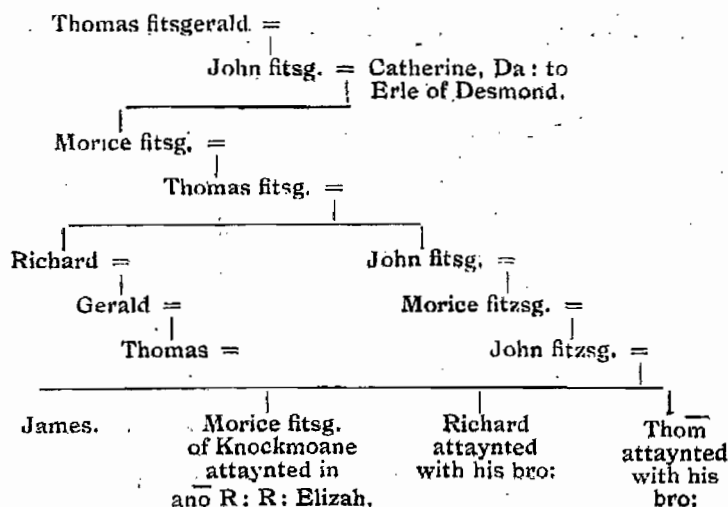 Thomas fitsgerald =
John fitsg. = Catherine, Da: to
Erle of Desmond.
Morice fitsg. =
Thomas fitsg. =
Richard = John fitsg. =
Gerald = Morice fitzsg. =
Thomas = John fitzsg. =
James. Morice fitsg. Richard Thom̅
of Knockmoane attaynted attaynted
attaynted in with his bro: with his
ano̅ R: R: Elizah, bro: